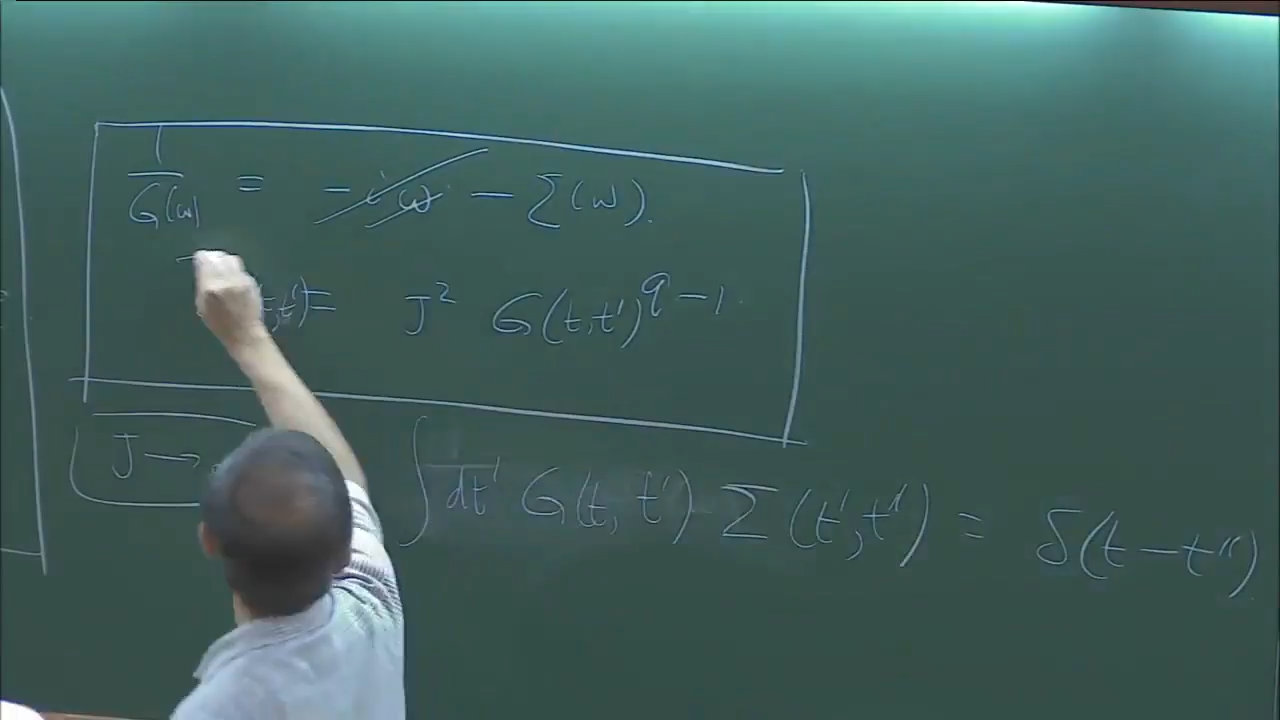 1/G(ω) = - iω - Σ(ω).
t,t') = J² G(t,t')^{q-1}
J →
∫ dt' G(t, t') Σ(t', t'') = δ(t - t'')